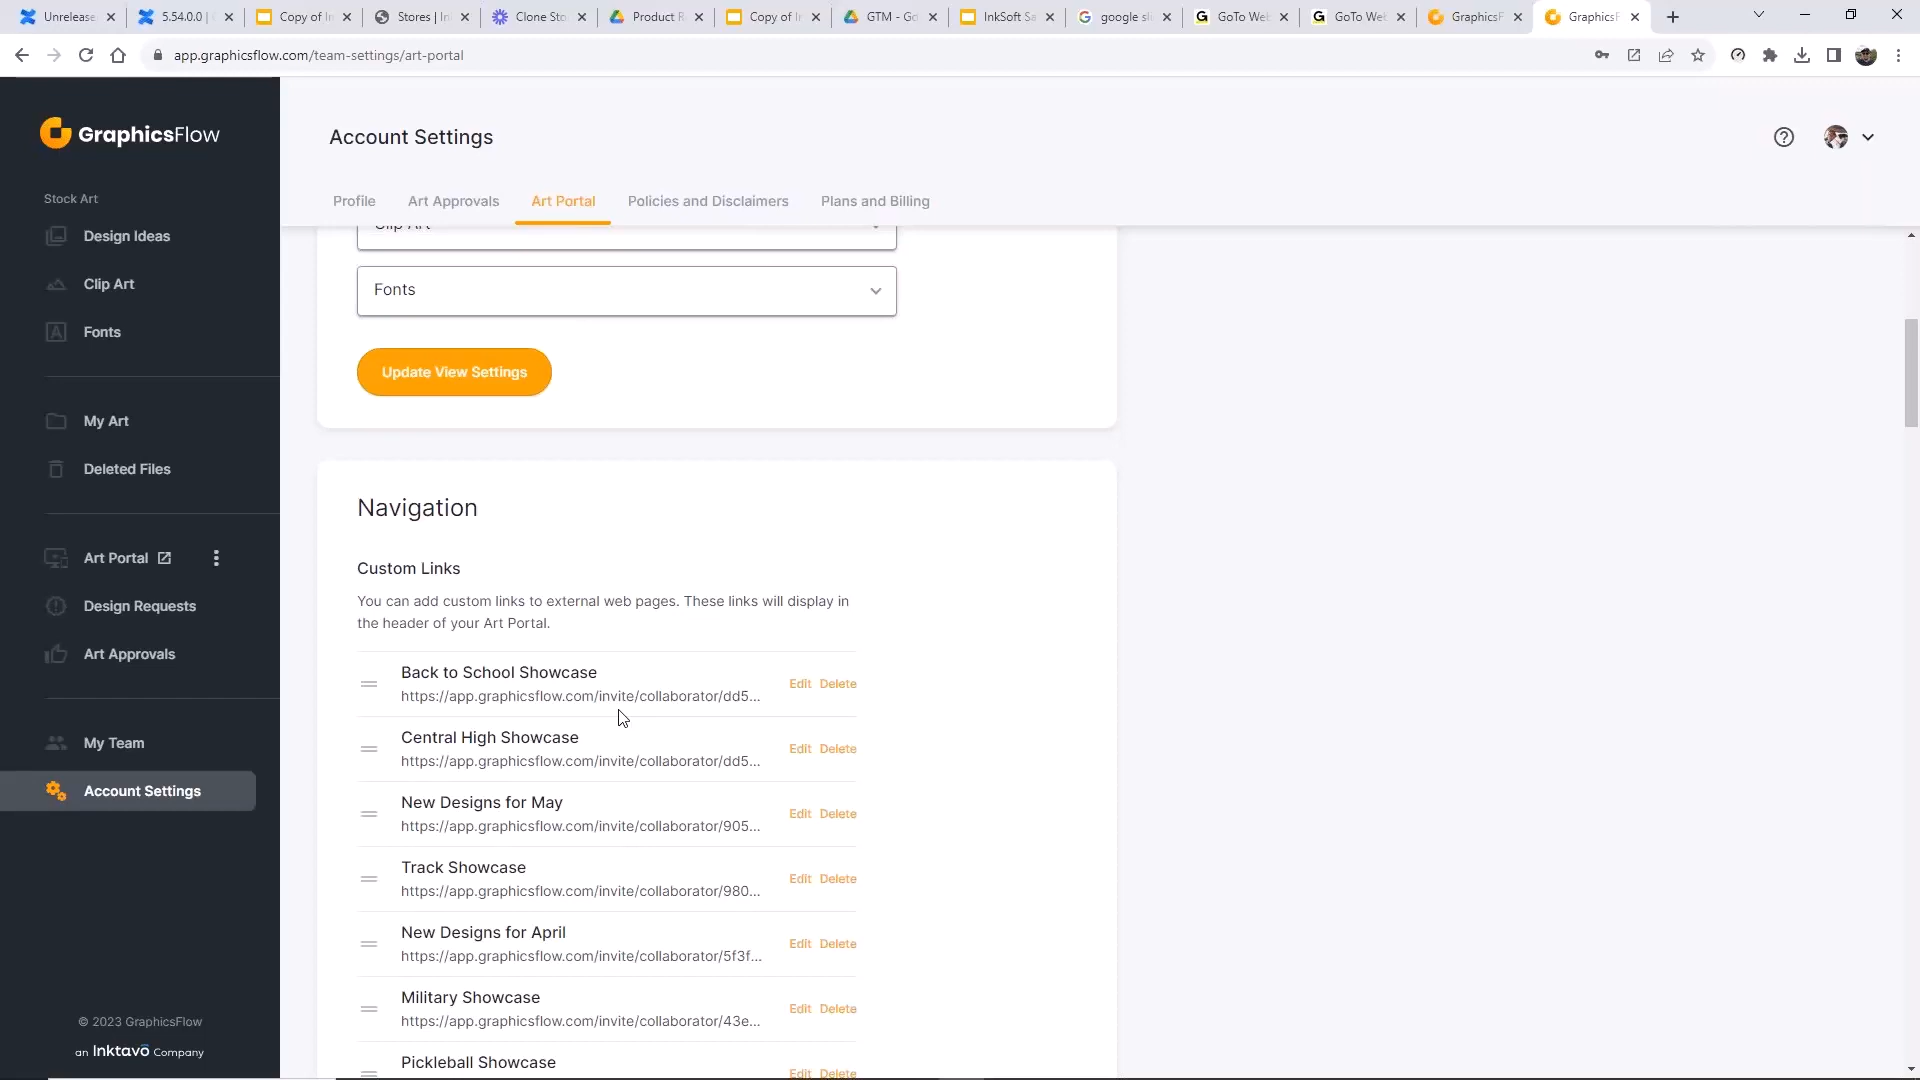 Unrelease
5.54.0.0 |
Copy of In
Stores | In
Clone Sto
Product R
Copy of In
GTM - Go
InkSoft Sa
google sli
GoTo Web
GoTo Web
GraphicsF
GraphicsF
app.graphicsflow.com/team-settings/art-portal
GraphicsFlow
Account Settings
Stock Art
Profile
Art Approvals
Art Portal
Policies and Disclaimers
Plans and Billing
Design Ideas
Clip Art
Fonts
My Art
Deleted Files
Art Portal
Design Requests
Art Approvals
My Team
Account Settings
© 2023 GraphicsFlow
an Inktavo Company
Clip Art
Fonts
Update View Settings
Navigation
Custom Links
You can add custom links to external web pages. These links will display in
the header of your Art Portal.
Back to School Showcase
https://app.graphicsflow.com/invite/collaborator/dd5...
Edit Delete
Central High Showcase
https://app.graphicsflow.com/invite/collaborator/dd5...
Edit Delete
New Designs for May
https://app.graphicsflow.com/invite/collaborator/905...
Edit Delete
Track Showcase
https://app.graphicsflow.com/invite/collaborator/980...
Edit Delete
New Designs for April
https://app.graphicsflow.com/invite/collaborator/5f3f...
Edit Delete
Military Showcase
https://app.graphicsflow.com/invite/collaborator/43e...
Edit Delete
Pickleball Showcase
Edit Delete